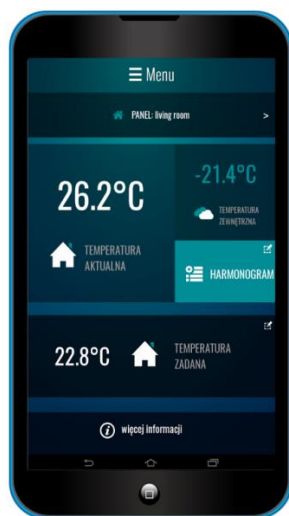 Menu
PANEL: living room >
26.2°C
TEMPERATURA
AKTUALNA
-21.4°C
TEMPERATURA
ZEWNĘTRZNA
HARMONOGRAM
22.8°C
TEMPERATURA
ZADANA
więcej informacji